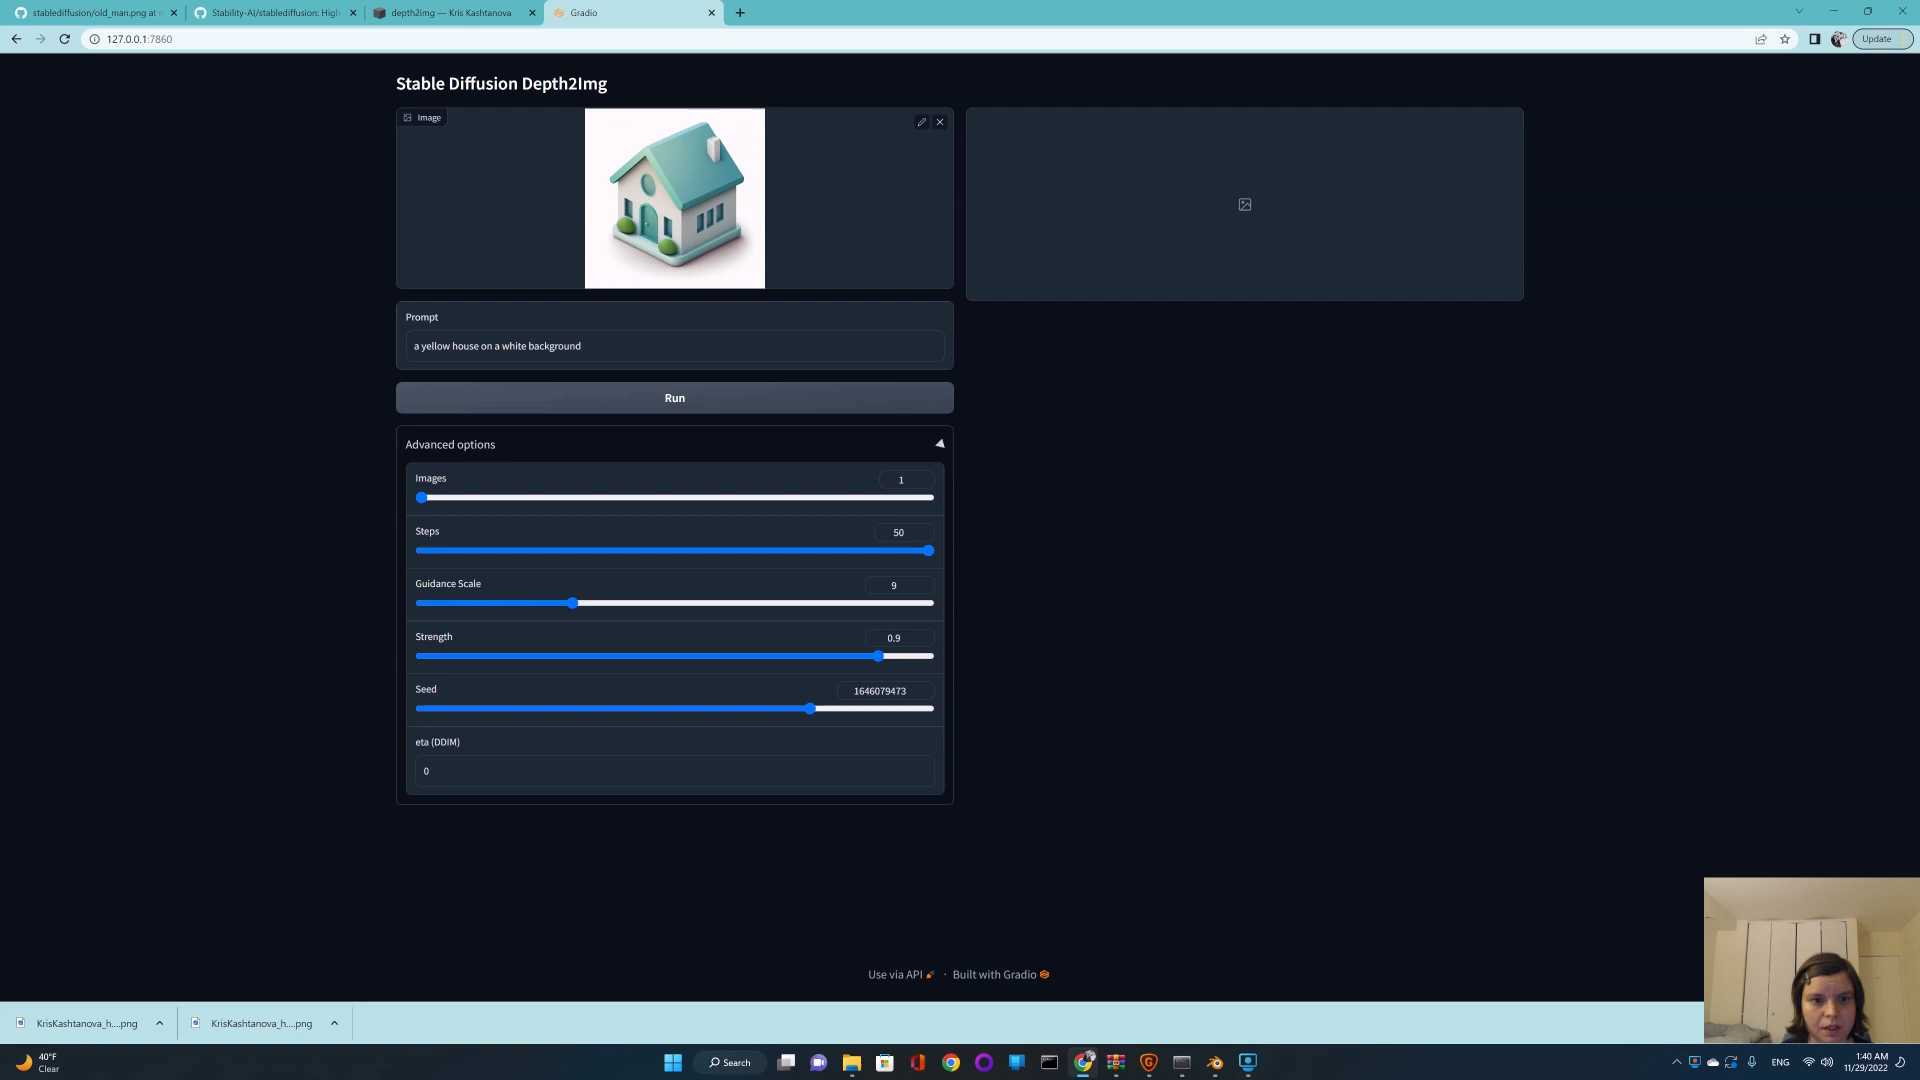 stablediffusion/old_man.png at m
Stability-AI/stablediffusion: High
depth2img — Kris Kashtanova
Gradio
127.0.0.1:7860
Update
Stable Diffusion Depth2Img
Image
Prompt
a yellow house on a white background
Run
Advanced options
Images
1
Steps
50
Guidance Scale
9
Strength
0.9
Seed
1646079473
eta (DDIM)
0
Use via API · Built with Gradio
KrisKashtanova_h....png
KrisKashtanova_h....png
40°F
Clear
Search
ENG
1:40 AM
11/29/2022